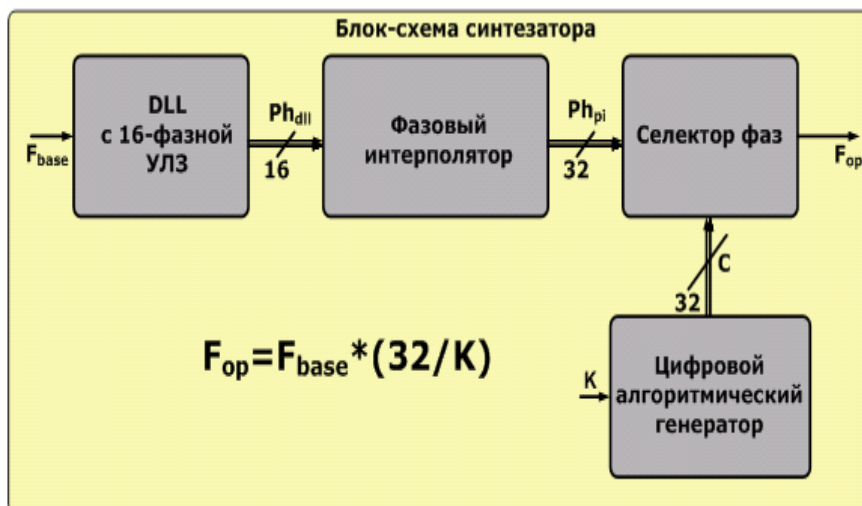 Блок-схема синтезатора
DLL
с 16-фазной
УЛЗ
Фазовый
интерполятор
Селектор фаз
F_base
Ph_dll
16
Ph_pi
32
F_op
C
32
F_op=F_base*(32/K)
K
Цифровой
алгоритмический
генератор